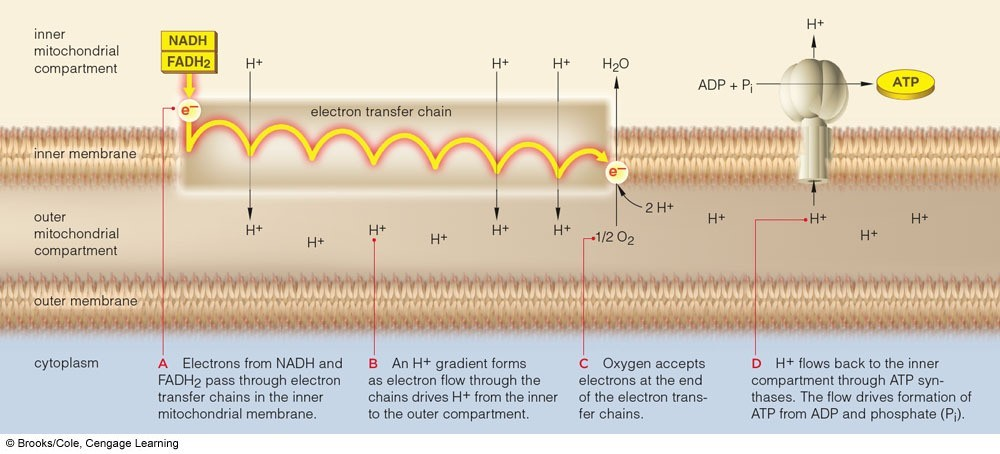 inner
mitochondrial
compartment
NADH
FADH2
H+
H+
H+
H2O
H+
ADP + Pi
ATP
e–
electron transfer chain
inner membrane
e–
2 H+
outer
mitochondrial
compartment
H+
H+
H+
H+
H+
H+
1/2 O2
H+
H+
H+
H+
outer membrane
cytoplasm
A Electrons from NADH and
FADH2 pass through electron
transfer chains in the inner
mitochondrial membrane.
B An H+ gradient forms
as electron flow through the
chains drives H+ from the inner
to the outer compartment.
C Oxygen accepts
electrons at the end
of the electron trans-
fer chains.
D H+ flows back to the inner
compartment through ATP syn-
thases. The flow drives formation of
ATP from ADP and phosphate (Pi).
© Brooks/Cole, Cengage Learning